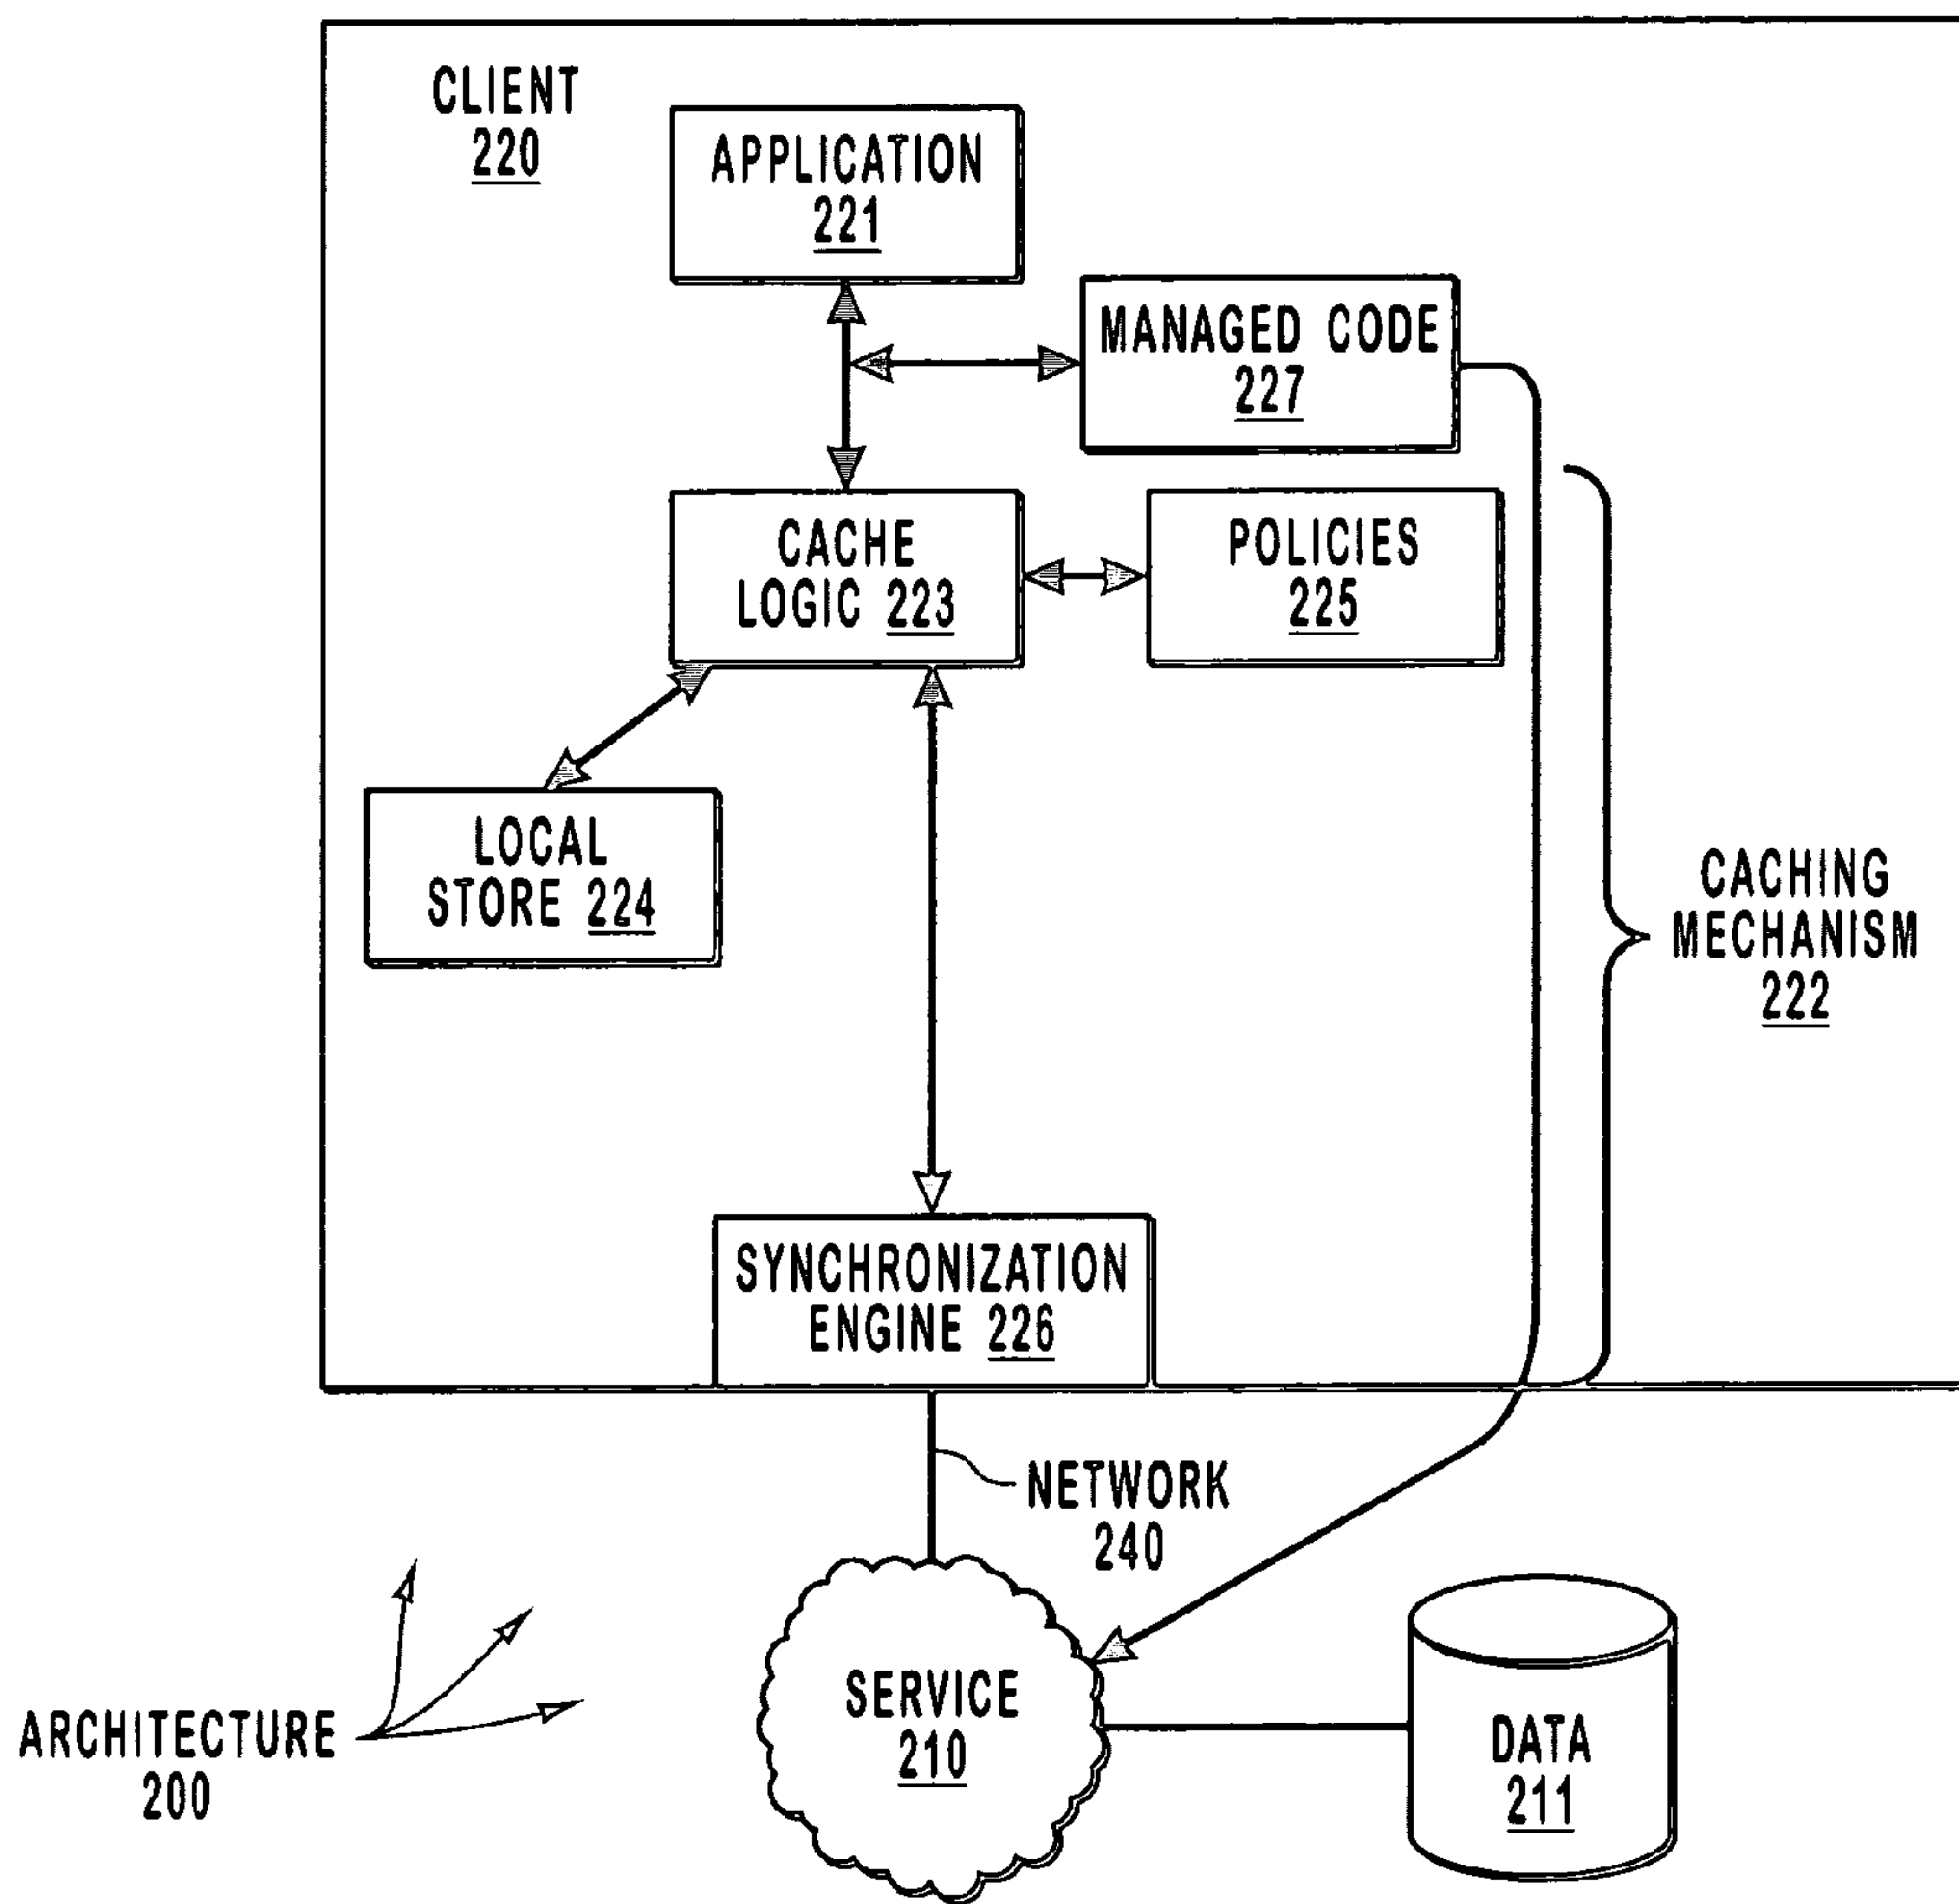 CLIENT
220
APPLICATION
221
MANAGED CODE
227
CACHE
LOGIC 223
POLICIES
225
LOCAL
STORE 224
CACHING
MECHANISM
222
SYNCHRONIZATION
ENGINE 226
NETWORK
240
SERVICE
210
DATA
211
ARCHITECTURE
200